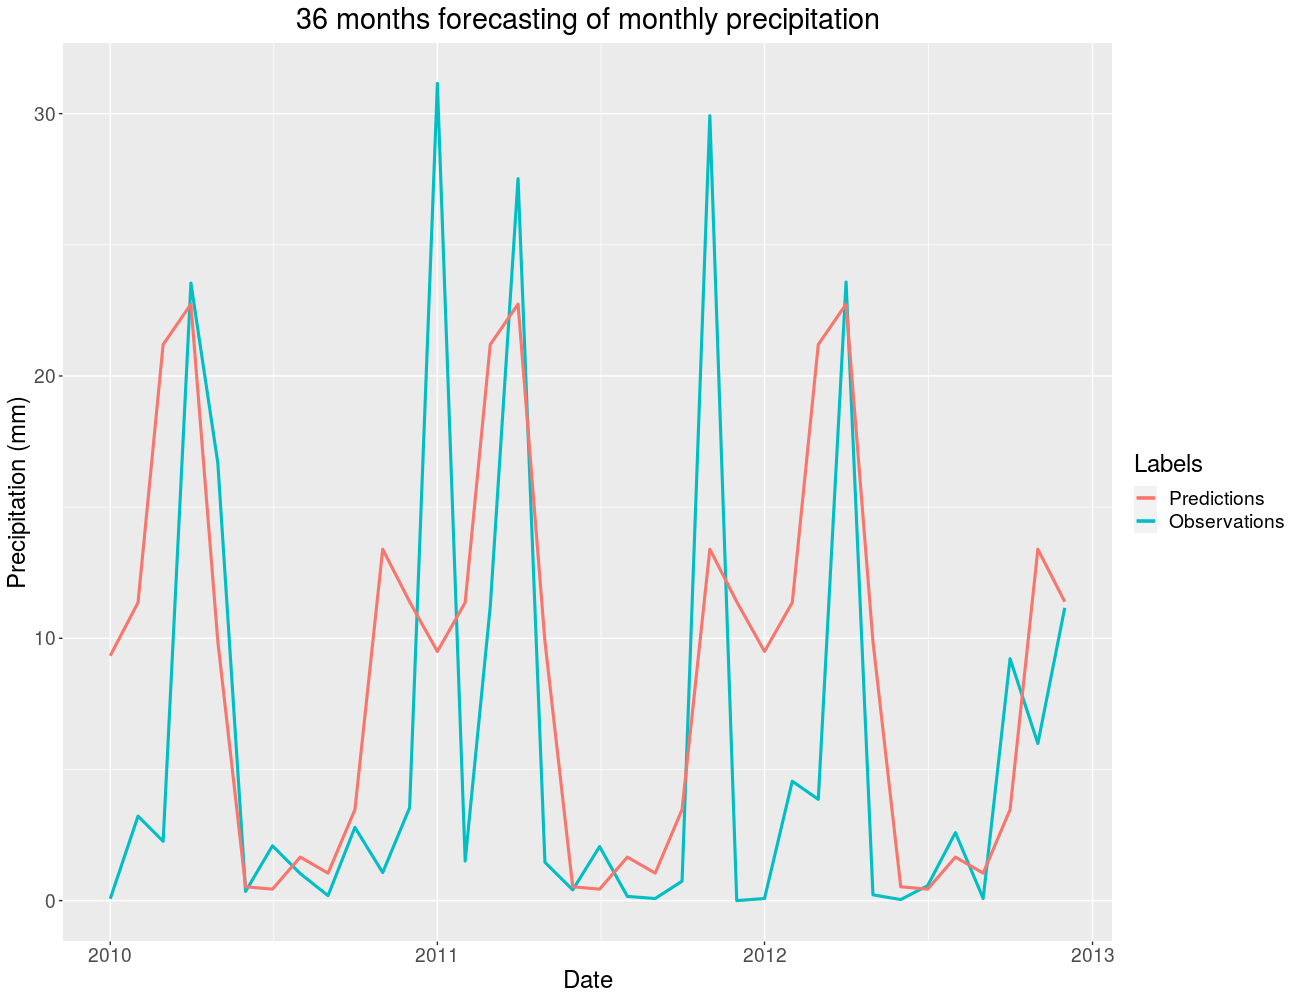 36 months forecasting of monthly precipitation
30
20
10
0
Precipitation (mm)
2010
2011
2012
2013
Date
Labels
Predictions
Observations